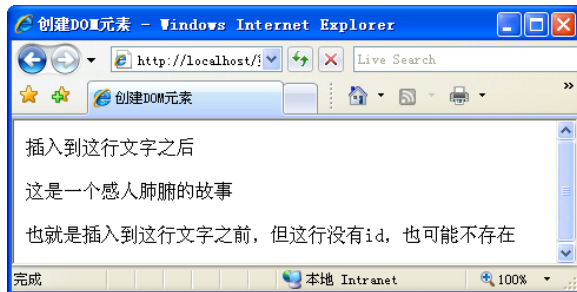 创建DOM元素 - Windows Internet Explorer
http://localhost/
Live Search
创建DOM元素
»
插入到这行文字之后
这是一个感人肺腑的故事
也就是插入到这行文字之前，但这行没有id，也可能不存在
完成
本地 Intranet
100%